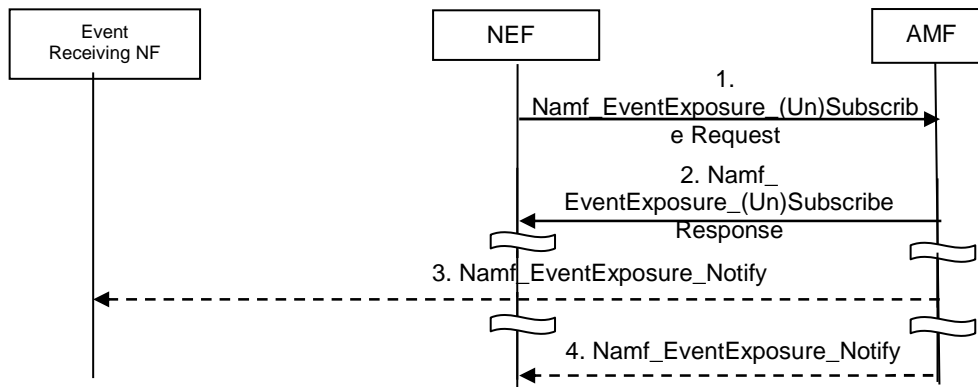 Event
Receiving NF
NEF
AMF
1.
Namf_EventExposure_(Un)Subscrib
e Request
2. Namf_
EventExposure_(Un)Subscribe
Response
3. Namf_EventExposure_Notify
4. Namf_EventExposure_Notify